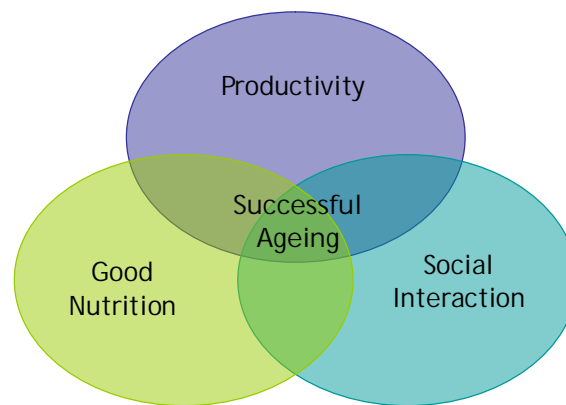 Productivity
Successful
Ageing
Good
Nutrition
Social
Interaction